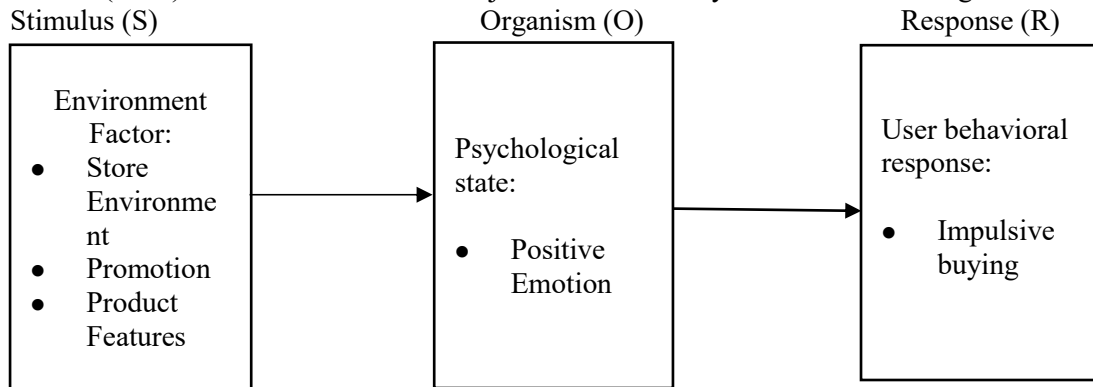 Stimulus (S)
Organism (O)
Response (R)
Environment
Factor:
● Store
Environme
nt
● Promotion
● Product
Features
Psychological
state:
● Positive
Emotion
User behavioral
response:
● Impulsive
buying